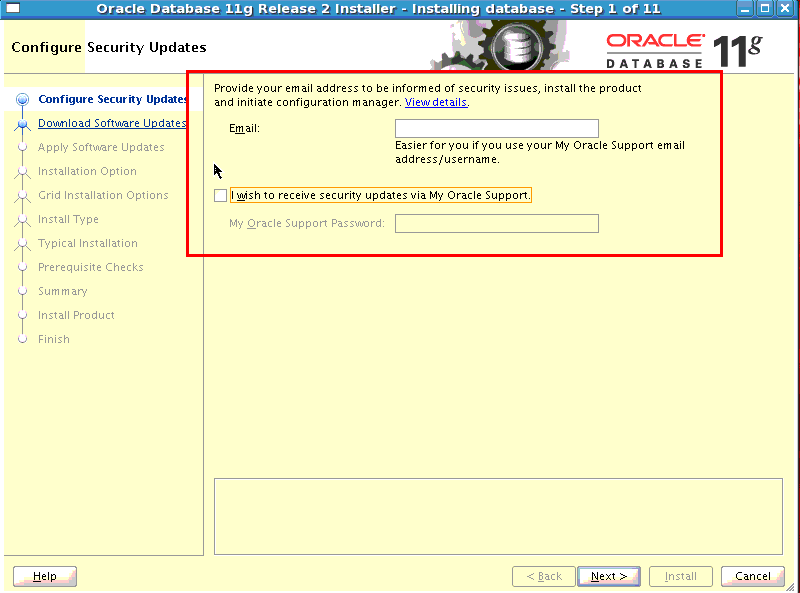 Oracle Database 11g Release 2 Installer - Installing database - Step 1 of 11
Configure Security Updates
ORACLE
DATABASE
11g
Configure Security Updates
Download Software Updates
Apply Software Updates
Installation Option
Grid Installation Options
Install Type
Typical Installation
Prerequisite Checks
Summary
Install Product
Finish
Provide your email address to be informed of security issues, install the product
and initiate configuration manager. View details.
Email:
Easier for you if you use your My Oracle Support email
address/username.
I wish to receive security updates via My Oracle Support.
My Oracle Support Password:
Help
< Back
Next >
Install
Cancel